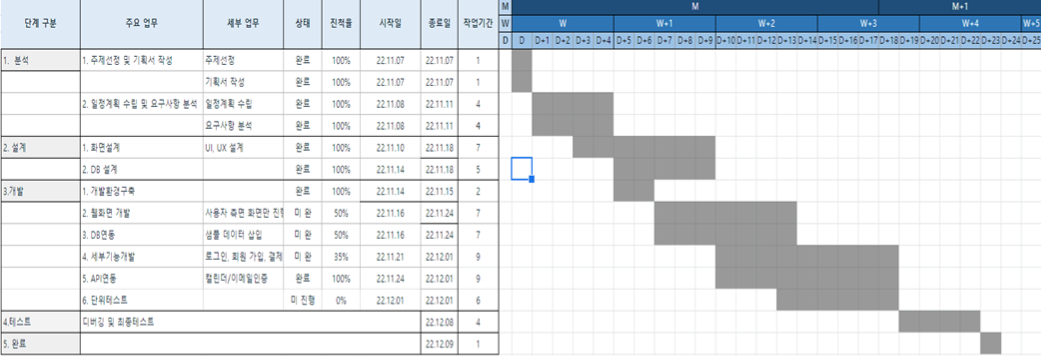 단계 구분 주요 업무 세부 업무 상태 진척율 시작일 종료일 작업기간
M M M+1
W W W+1 W+2 W+3 W+4 W+5
D D D+1 D+2 D+3 D+4 D+5 D+6 D+7 D+8 D+9 D+10 D+11 D+12 D+13 D+14 D+15 D+16 D+17 D+18 D+19 D+20 D+21 D+22 D+23 D+24 D+25
1. 분석 1. 주제선정 및 기획서 작성 주제선정 완료 100% 22.11.07 22.11.07 1
기획서 작성 완료 100% 22.11.07 22.11.07 1
2. 일정계획 수립 및 요구사항 분석 일정계획 수립 완료 100% 22.11.08 22.11.11 4
요구사항 분석 완료 100% 22.11.08 22.11.11 4
2. 설계 1. 화면설계 UI, UX 설계 완료 100% 22.11.10 22.11.18 7
2. DB 설계 완료 100% 22.11.14 22.11.18 5
3.개발 1. 개발환경구축 완료 100% 22.11.14 22.11.15 2
2. 웹화면 개발 사용자 측면 화면만 진행 미 완 50% 22.11.16 22.11.24 7
3. DB연동 샘플 데이터 삽입 미 완 50% 22.11.16 22.11.24 7
4. 세부기능개발 로그인, 회원 가입, 결제 미 완 35% 22.11.21 22.12.01 9
5. API연동 캘린더/이메일인증 완료 100% 22.11.24 22.12.01 9
6. 단위테스트 미 진행 0% 22.12.01 22.12.01 6
4.테스트 디버깅 및 최종테스트 22.12.08 4
5. 완료 22.12.09 1